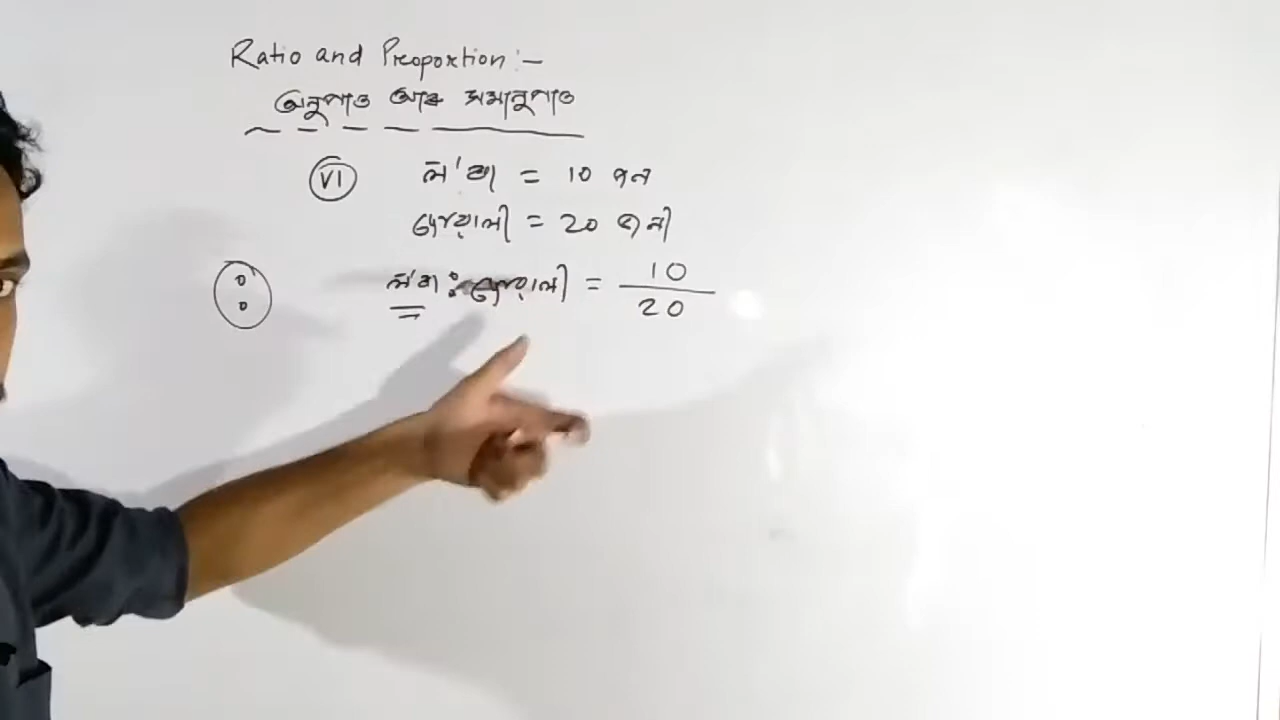 Ratio and Proportion :-
অনুপাত আৰু সমানুপাত
VI ল'ৰা = 10 জন
ছোৱালী = 20 জনী
: ল'ৰা : ছোৱালী = 10/20